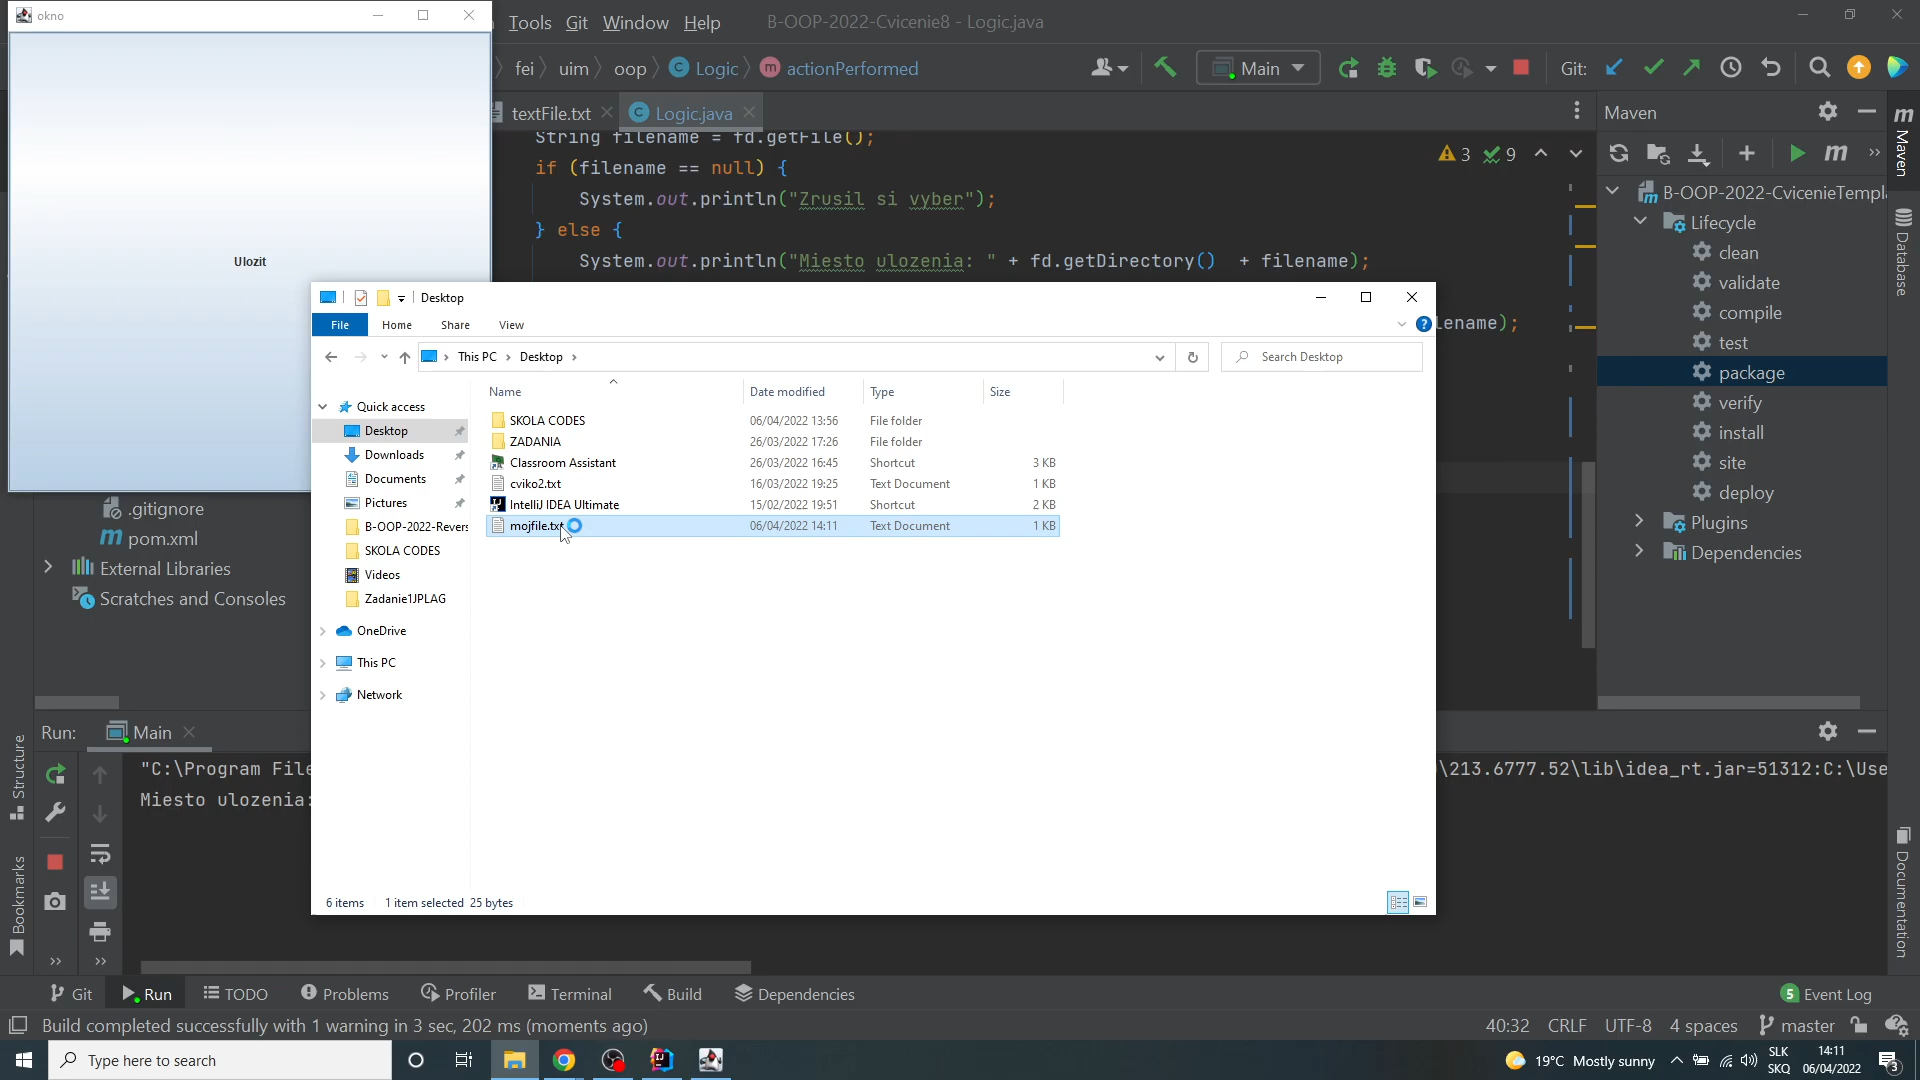 okno
Tools Git Window Help B-OOP-2022-Cvicenie8 - Logic.java
fei uim oop Logic actionPerformed
Main
Git:
textFile.txt Logic.java
Maven
String filename = fd.getFile();
if (filename == null) {
System.out.println("Zrusil si vyber");
} else {
System.out.println("Miesto ulozenia: " + fd.getDirectory() + filename);
lename);
3 9
Ulozit
B-OOP-2022-CvicenieTempl
Lifecycle
clean
validate
compile
test
package
verify
install
site
deploy
Plugins
Dependencies
Maven
Database
Documentation
Desktop
File Home Share View
This PC Desktop
Search Desktop
Name Date modified Type Size
SKOLA CODES 06/04/2022 13:56 File folder
ZADANIA 26/03/2022 17:26 File folder
Classroom Assistant 26/03/2022 16:45 Shortcut 3 KB
cviko2.txt 16/03/2022 19:25 Text Document 1 KB
IntelliJ IDEA Ultimate 15/02/2022 19:51 Shortcut 2 KB
mojfile.txt 06/04/2022 14:11 Text Document 1 KB
Quick access
Desktop
Downloads
Documents
Pictures
B-OOP-2022-Revers
SKOLA CODES
Videos
Zadanie1JPLAG
OneDrive
This PC
Network
6 items 1 item selected 25 bytes
.gitignore
pom.xml
External Libraries
Scratches and Consoles
Run: Main
"C:\Program File
\213.6777.52\lib\idea_rt.jar=51312:C:\Use
Miesto ulozenia:
Structure
Bookmarks
Git Run TODO Problems Profiler Terminal Build Dependencies
5 Event Log
Build completed successfully with 1 warning in 3 sec, 202 ms (moments ago)
40:32 CRLF UTF-8 4 spaces master
Type here to search
19°C Mostly sunny
SLK
SKQ
14:11
06/04/2022
3